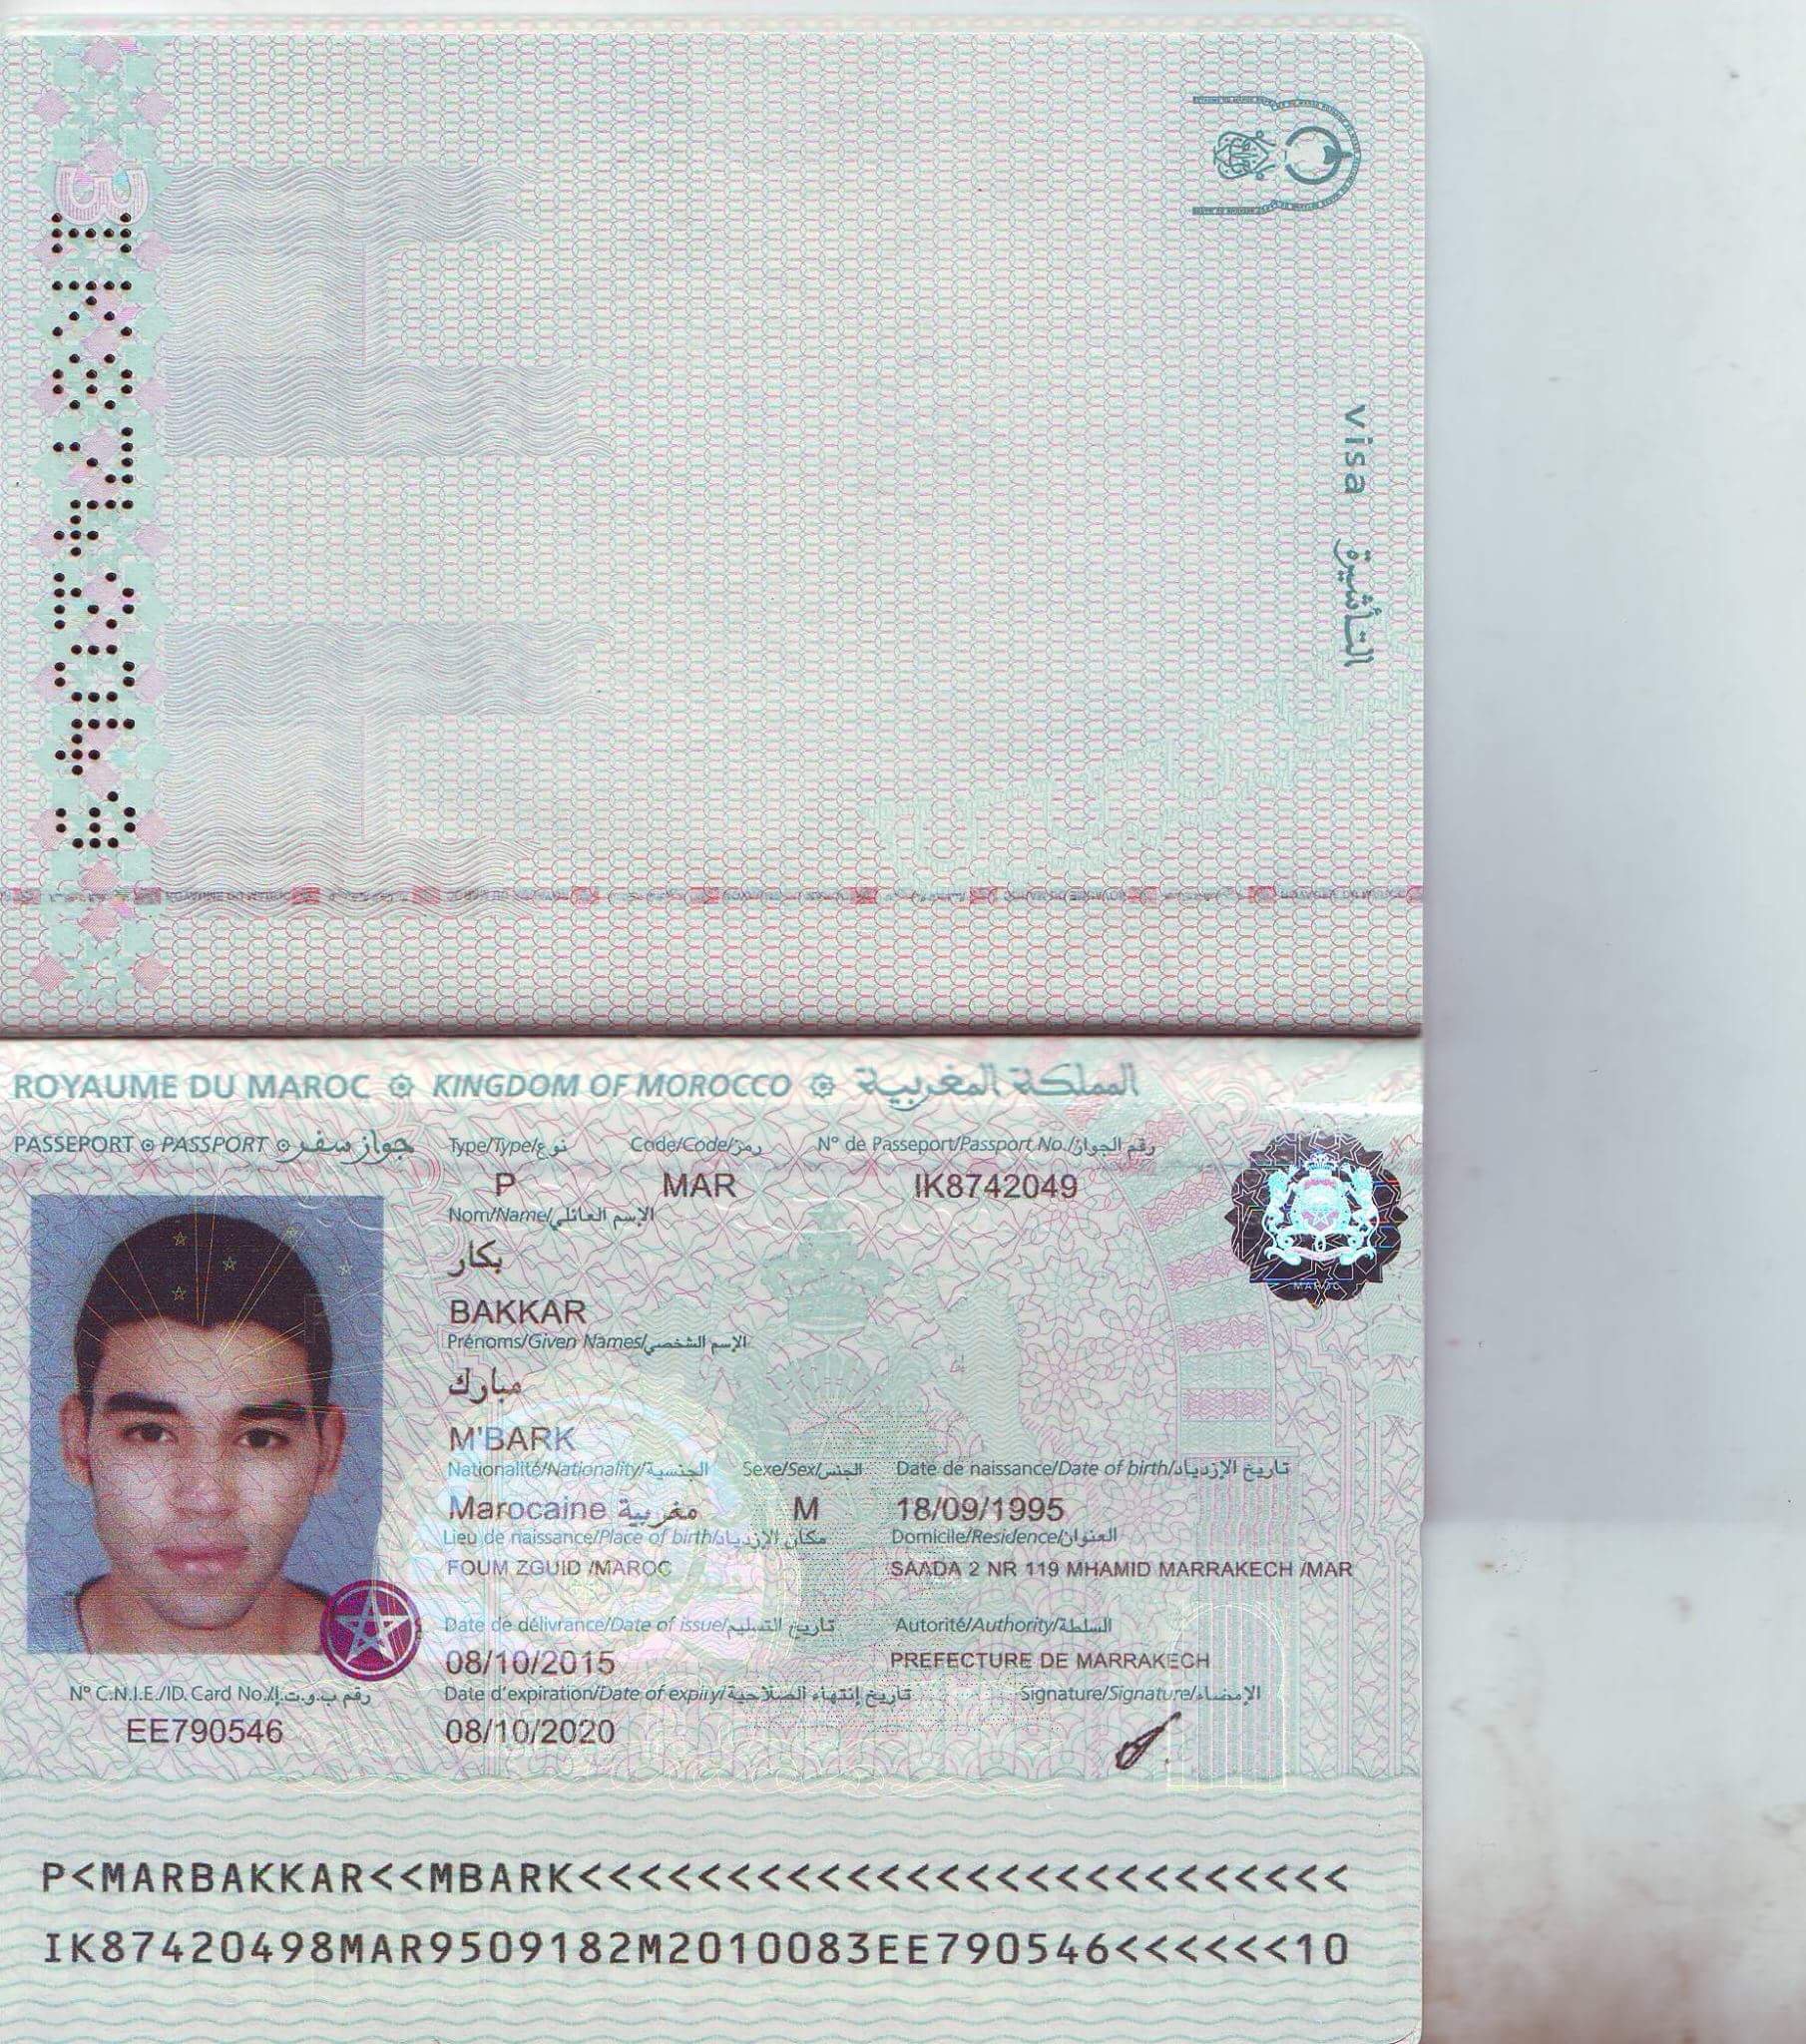 visa التأشيرة
IK8742049
ROYAUME DU MAROC KINGDOM OF MOROCCO المملكة المغربية
PASSEPORT PASSPORT جواز سفر
Type/Type/نوع Code/Code/رمز N° de Passeport/Passport No./رقم الجواز
P MAR IK8742049
Nom/Name/الإسم العائلي
بكار
BAKKAR
Prénoms/Given Names/الإسم الشخصي
مبارك
M'BARK
Nationalité/Nationality/الجنسية Sexe/Sex/الجنس Date de naissance/Date of birth/تاريخ الإزدياد
Marocaine مغربية M 18/09/1995
Lieu de naissance/Place of birth/مكان الإزدياد Domicile/Residence/العنوان
FOUM ZGUID /MAROC SAADA 2 NR 119 MHAMID MARRAKECH /MAR
Date de délivrance/Date of issue/تاريخ التسليم Autorité/Authority/السلطة
08/10/2015 PREFECTURE DE MARRAKECH
N° C.N.I.E./ID. Card No./رقم ب.و.ت.إ Date d'expiration/Date of expiry/تاريخ إنتهاء الصلاحية Signature/Signature/الإمضاء
EE790546 08/10/2020
MAROC
P<MARBAKKAR<<MBARK<<<<<<<<<<<<<<<<<<<<<<<<<<
IK87420498MAR9509182M2010083EE790546<<<<<<10